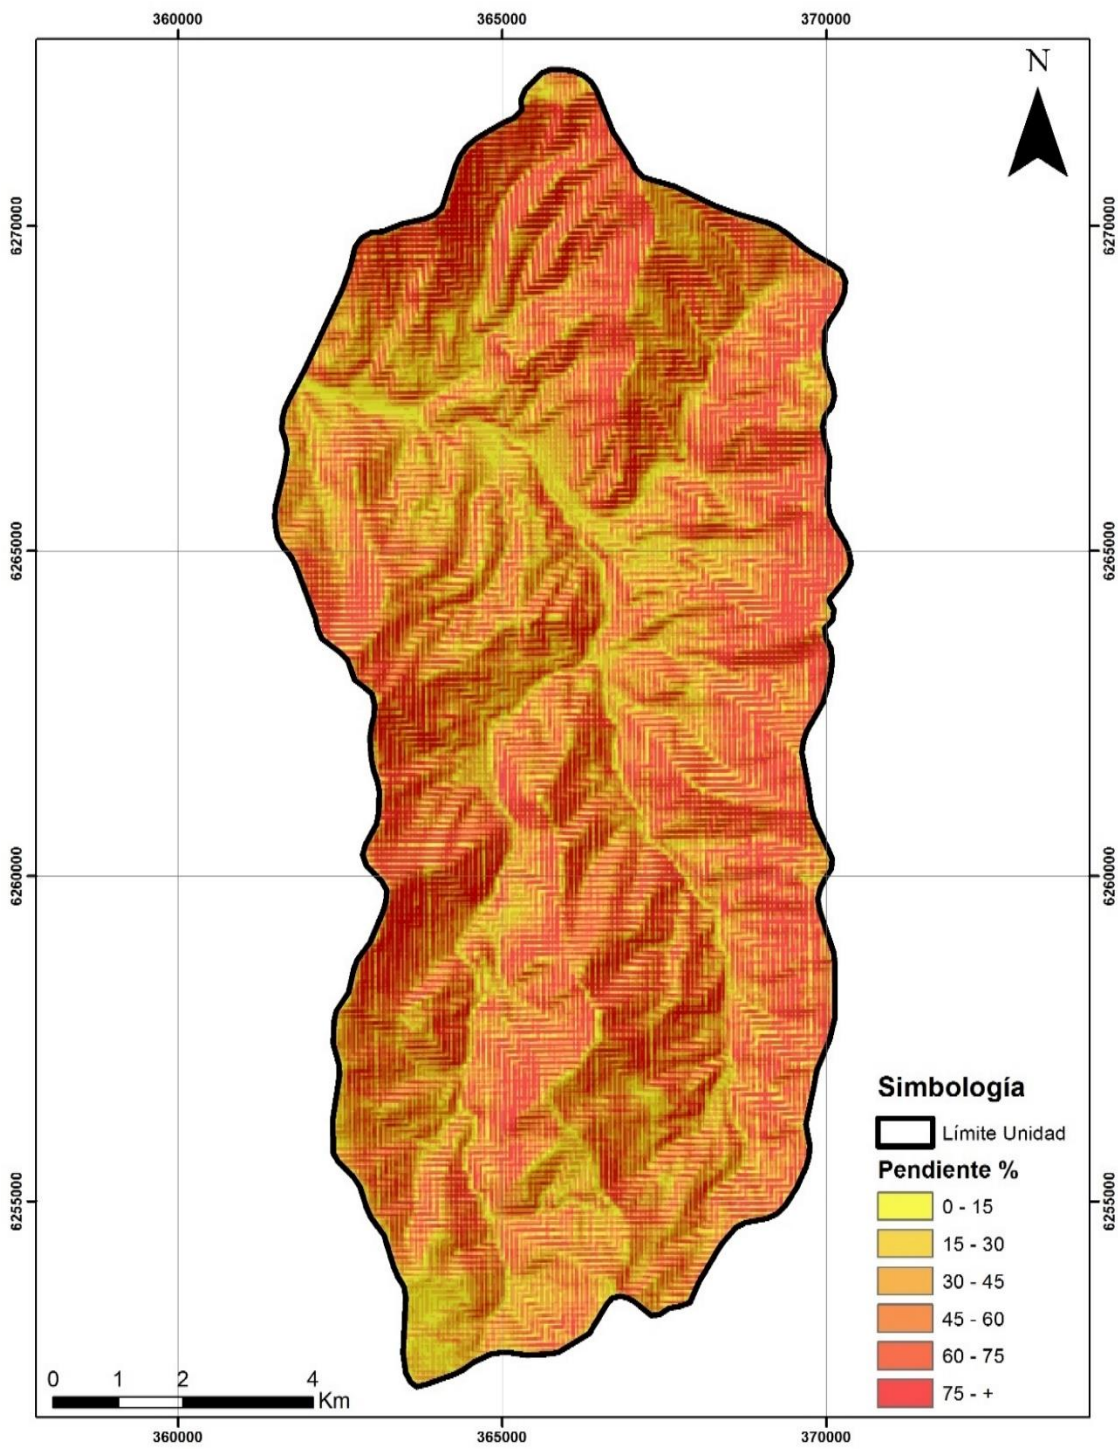 360000 365000 370000
N
6270000 6270000
6265000 6265000
6260000 6260000
6255000 6255000
Simbología
Límite Unidad
Pendiente %
0 - 15
15 - 30
30 - 45
45 - 60
60 - 75
75 - +
0 1 2 4
Km
360000 365000 370000